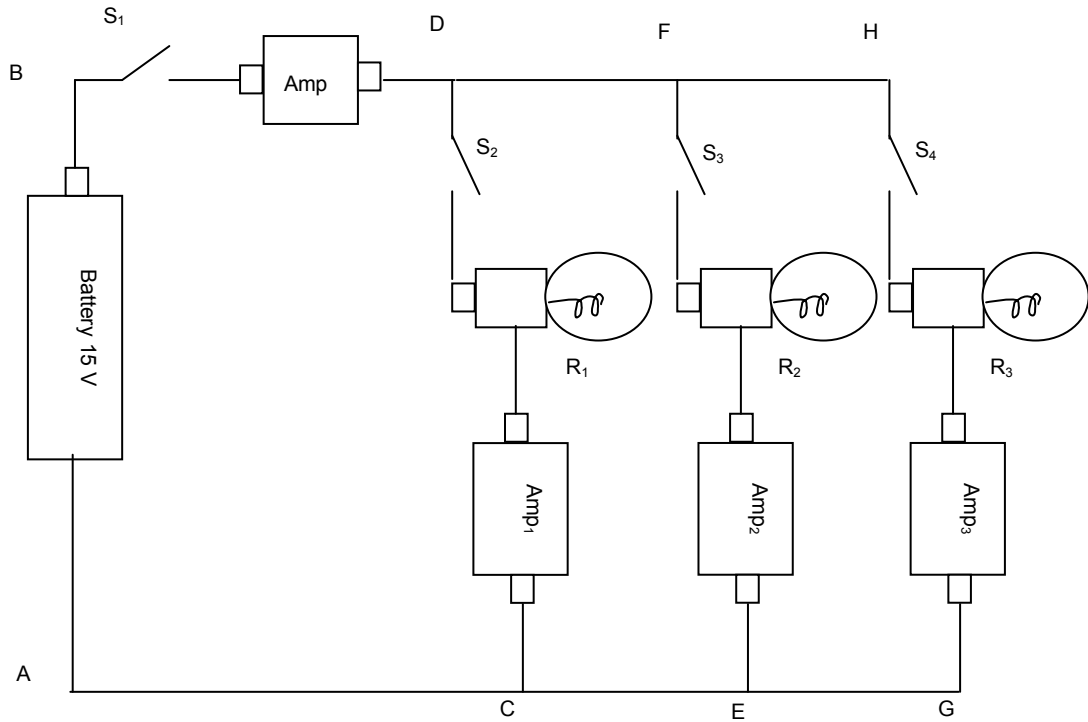 S₁
D
F
H
B
Amp
S₂
S₃
S₄
Battery 15 V
R₁
R₂
R₃
Amp₁
Amp₂
Amp₃
A
C
E
G